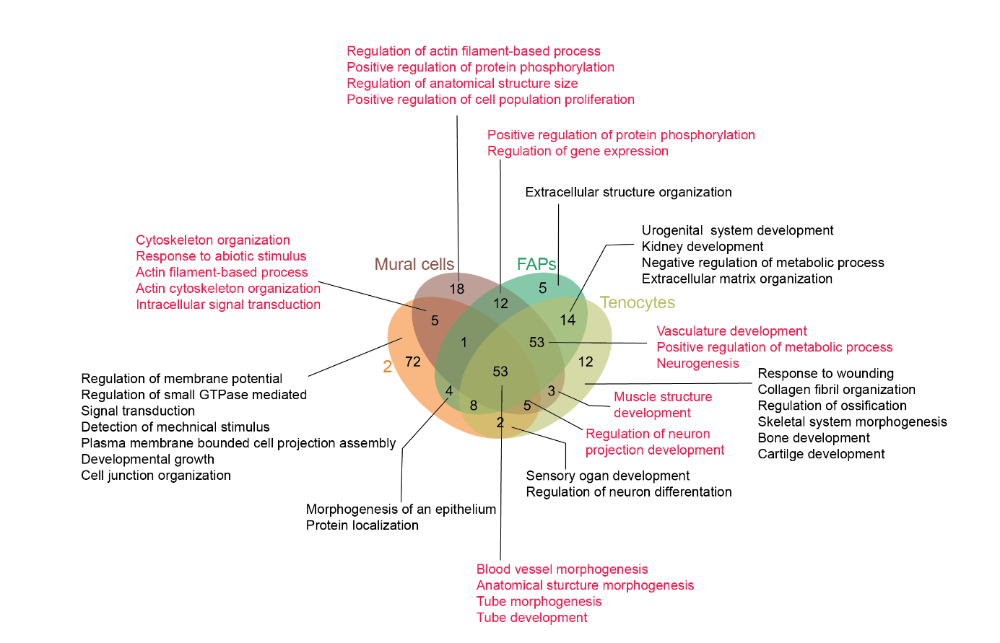 Regulation of actin filament-based process
Positive regulation of protein phosphorylation
Regulation of anatomical structure size
Positive regulation of cell population proliferation
Positive regulation of protein phosphorylation
Regulation of gene expression
Extracellular structure organization
Urogenital system development
Kidney development
Negative regulation of metabolic process
Extracellular matrix organization
Cytoskeleton organization
Response to abiotic stimulus
Actin filament-based process
Actin cytoskeleton organization
Intracellular signal transduction
Mural cells
FAPs
Tenocytes
2
18
12
5
14
5
1
53
72
12
53
4
8
5
3
2
Vasculature development
Positive regulation of metabolic process
Neurogenesis
Response to wounding
Collagen fibril organization
Regulation of ossification
Skeletal system morphogenesis
Bone development
Cartilge development
Muscle structure
development
Regulation of neuron
projection development
Regulation of membrane potential
Regulation of small GTPase mediated
Signal transduction
Detection of mechnical stimulus
Plasma membrane bounded cell projection assembly
Developmental growth
Cell junction organization
Sensory ogan development
Regulation of neuron differentation
Morphogenesis of an epithelium
Protein localization
Blood vessel morphogenesis
Anatomical sturcture morphogenesis
Tube morphogenesis
Tube development